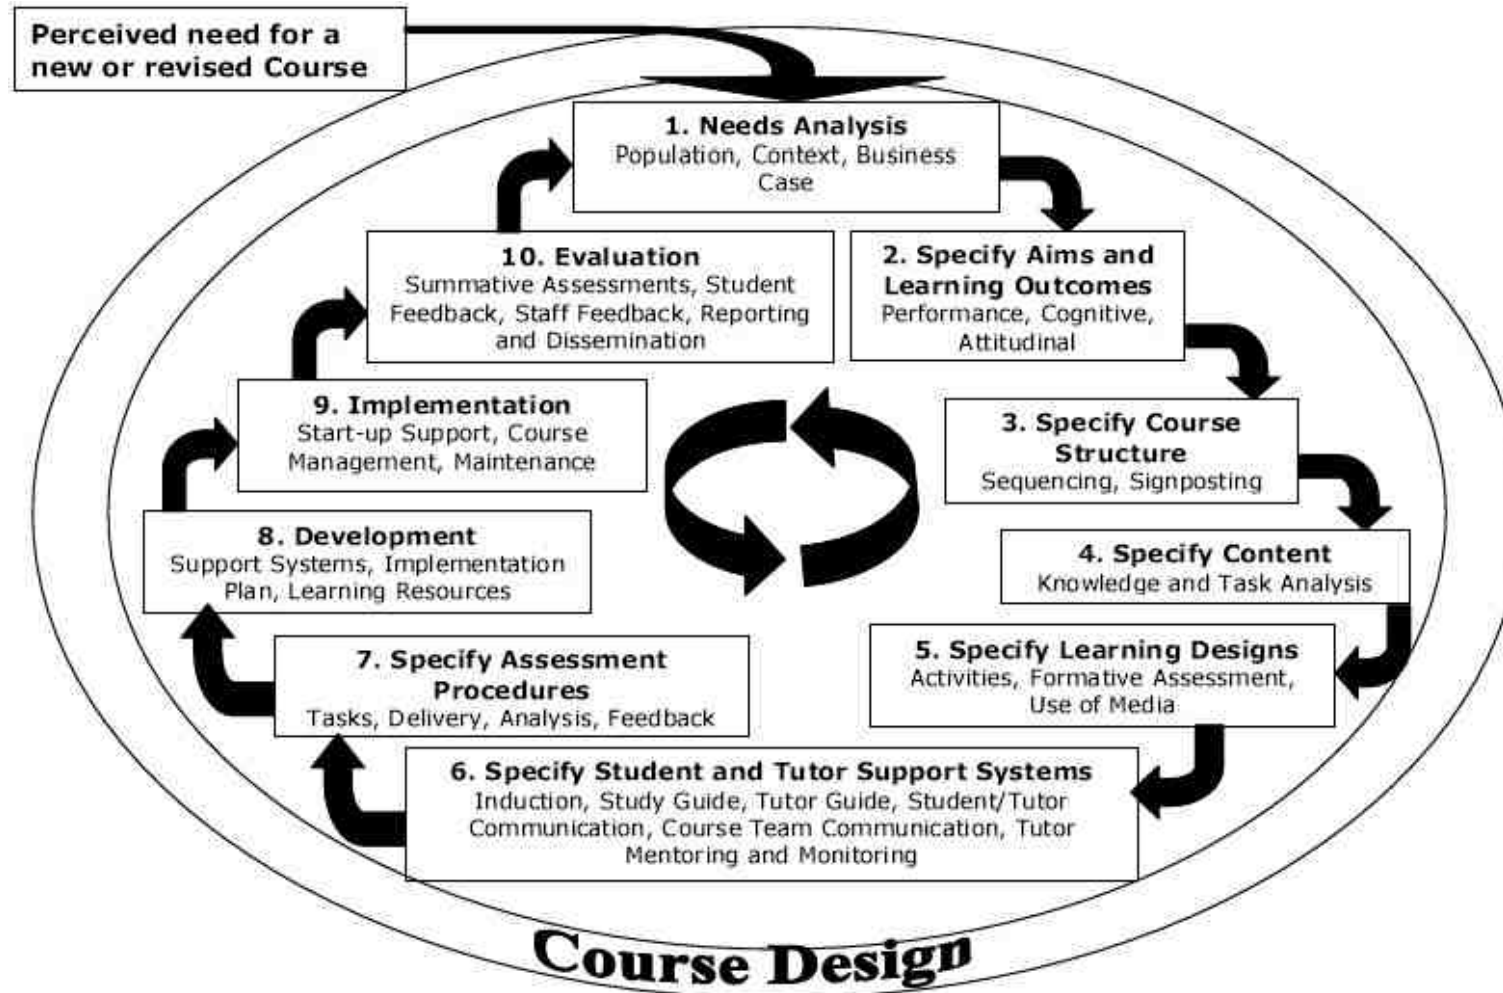 Perceived need for a
new or revised Course
1. Needs Analysis
Population, Context, Business
Case
2. Specify Aims and
Learning Outcomes
Performance, Cognitive,
Attitudinal
3. Specify Course
Structure
Sequencing, Signposting
4. Specify Content
Knowledge and Task Analysis
5. Specify Learning Designs
Activities, Formative Assessment,
Use of Media
6. Specify Student and Tutor Support Systems
Induction, Study Guide, Tutor Guide, Student/Tutor
Communication, Course Team Communication, Tutor
Mentoring and Monitoring
7. Specify Assessment
Procedures
Tasks, Delivery, Analysis, Feedback
8. Development
Support Systems, Implementation
Plan, Learning Resources
9. Implementation
Start-up Support, Course
Management, Maintenance
10. Evaluation
Summative Assessments, Student
Feedback, Staff Feedback, Reporting
and Dissemination
Course Design